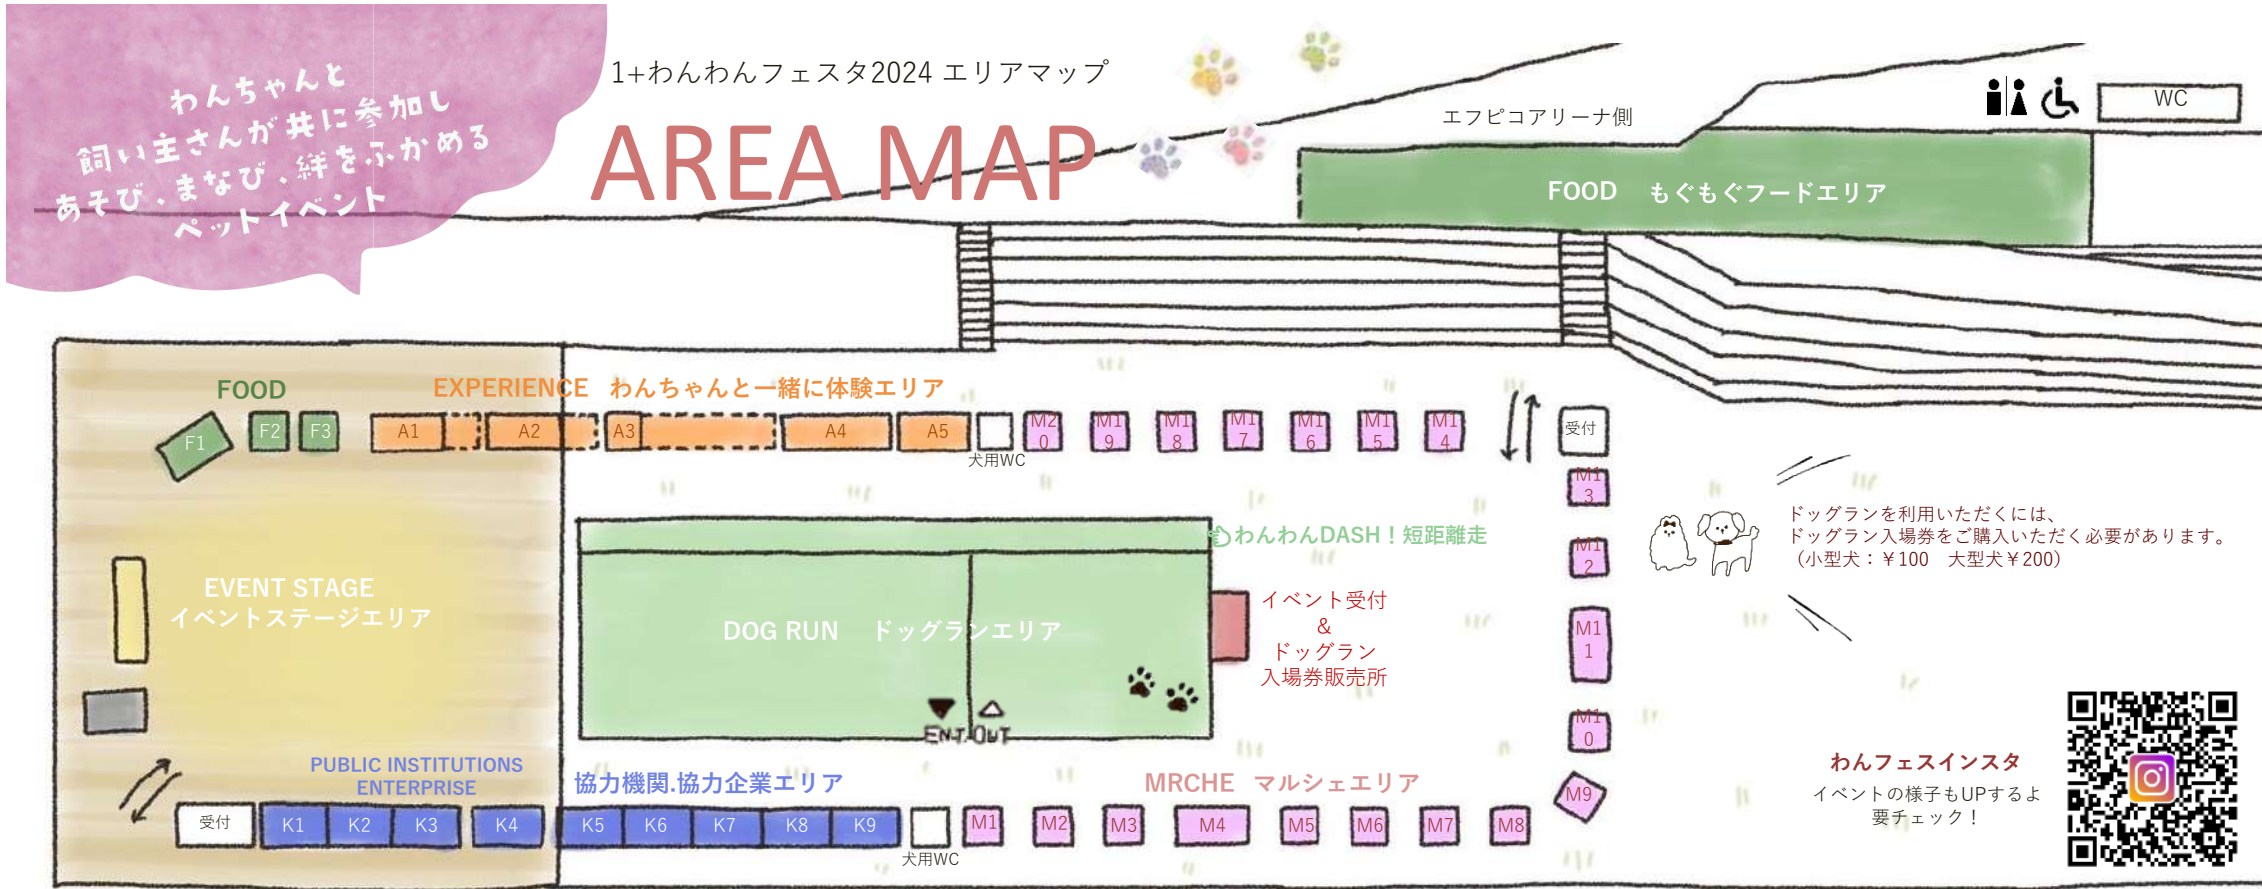 わんちゃんと
飼い主さんが共に参加し
あそび、まなび、絆をふかめる
ペットイベント
1+わんわんフェスタ2024 エリアマップ
AREA MAP
エフピコアリーナ側
WC
FOOD もぐもぐフードエリア
FOOD
EXPERIENCE わんちゃんと一緒に体験エリア
F1
F2
F3
A1
A2
A3
A4
A5
犬用WC
M20
M19
M18
M17
M16
M15
M14
受付
M13
M12
M11
M10
M9
わんわんDASH！短距離走
ドッグランを利用いただくには、
ドッグラン入場券をご購入いただく必要があります。
（小型犬：￥100 大型犬￥200）
EVENT STAGE
イベントステージエリア
DOG RUN ドッグランエリア
ENT. OUT
イベント受付
&
ドッグラン
入場券販売所
PUBLIC INSTITUTIONS
ENTERPRISE
協力機関.協力企業エリア
MRCHE マルシェエリア
受付
K1
K2
K3
K4
K5
K6
K7
K8
K9
犬用WC
M1
M2
M3
M4
M5
M6
M7
M8
わんフェスインスタ
イベントの様子もUPするよ
要チェック！